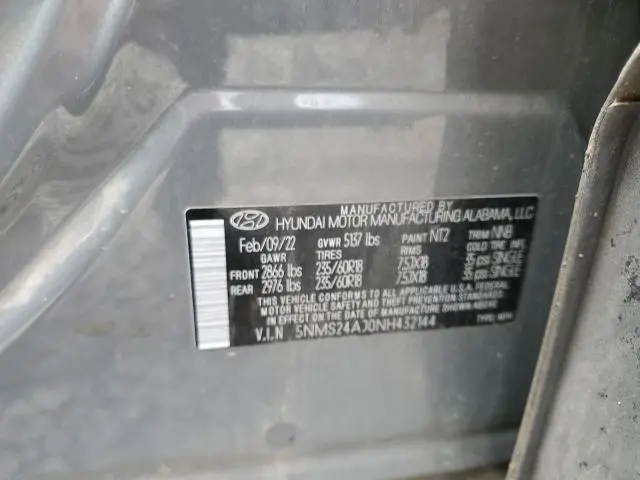 MANUFACTURED BY
HYUNDAI MOTOR MANUFACTURING ALABAMA, LLC
Feb/09/22 GVWR 5137 lbs PAINT NT2 TRIM NNB
GAWR TIRES RIMS COLD TIRE INF.
FRONT 2866 lbs 235/60R18 7.5JX18 35 PSI SINGLE
REAR 2976 lbs 235/60R18 7.5JX18 35 PSI SINGLE
THIS VEHICLE CONFORMS TO ALL APPLICABLE U.S.A. FEDERAL
MOTOR VEHICLE SAFETY, BUMPER, AND THEFT PREVENTION
STANDARDS IN EFFECT ON THE DATE OF MANUFACTURE SHOWN ABOVE.
V.I.N 5NMS24AJ0NH432144 TYPE: MPV